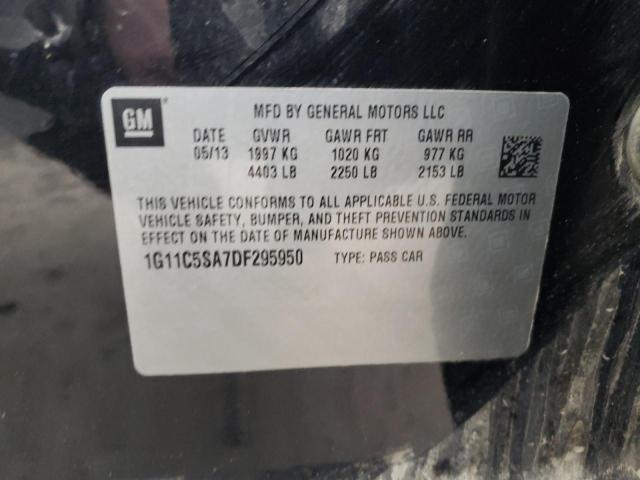 GM
MFD BY GENERAL MOTORS LLC
DATE GVWR GAWR FRT GAWR RR
05/13 1997 KG 1020 KG 977 KG
4403 LB 2250 LB 2153 LB
THIS VEHICLE CONFORMS TO ALL APPLICABLE U.S. FEDERAL MOTOR
VEHICLE SAFETY, BUMPER, AND THEFT PREVENTION STANDARDS IN
EFFECT ON THE DATE OF MANUFACTURE SHOWN ABOVE.
1G11C5SA7DF295950 TYPE: PASS CAR